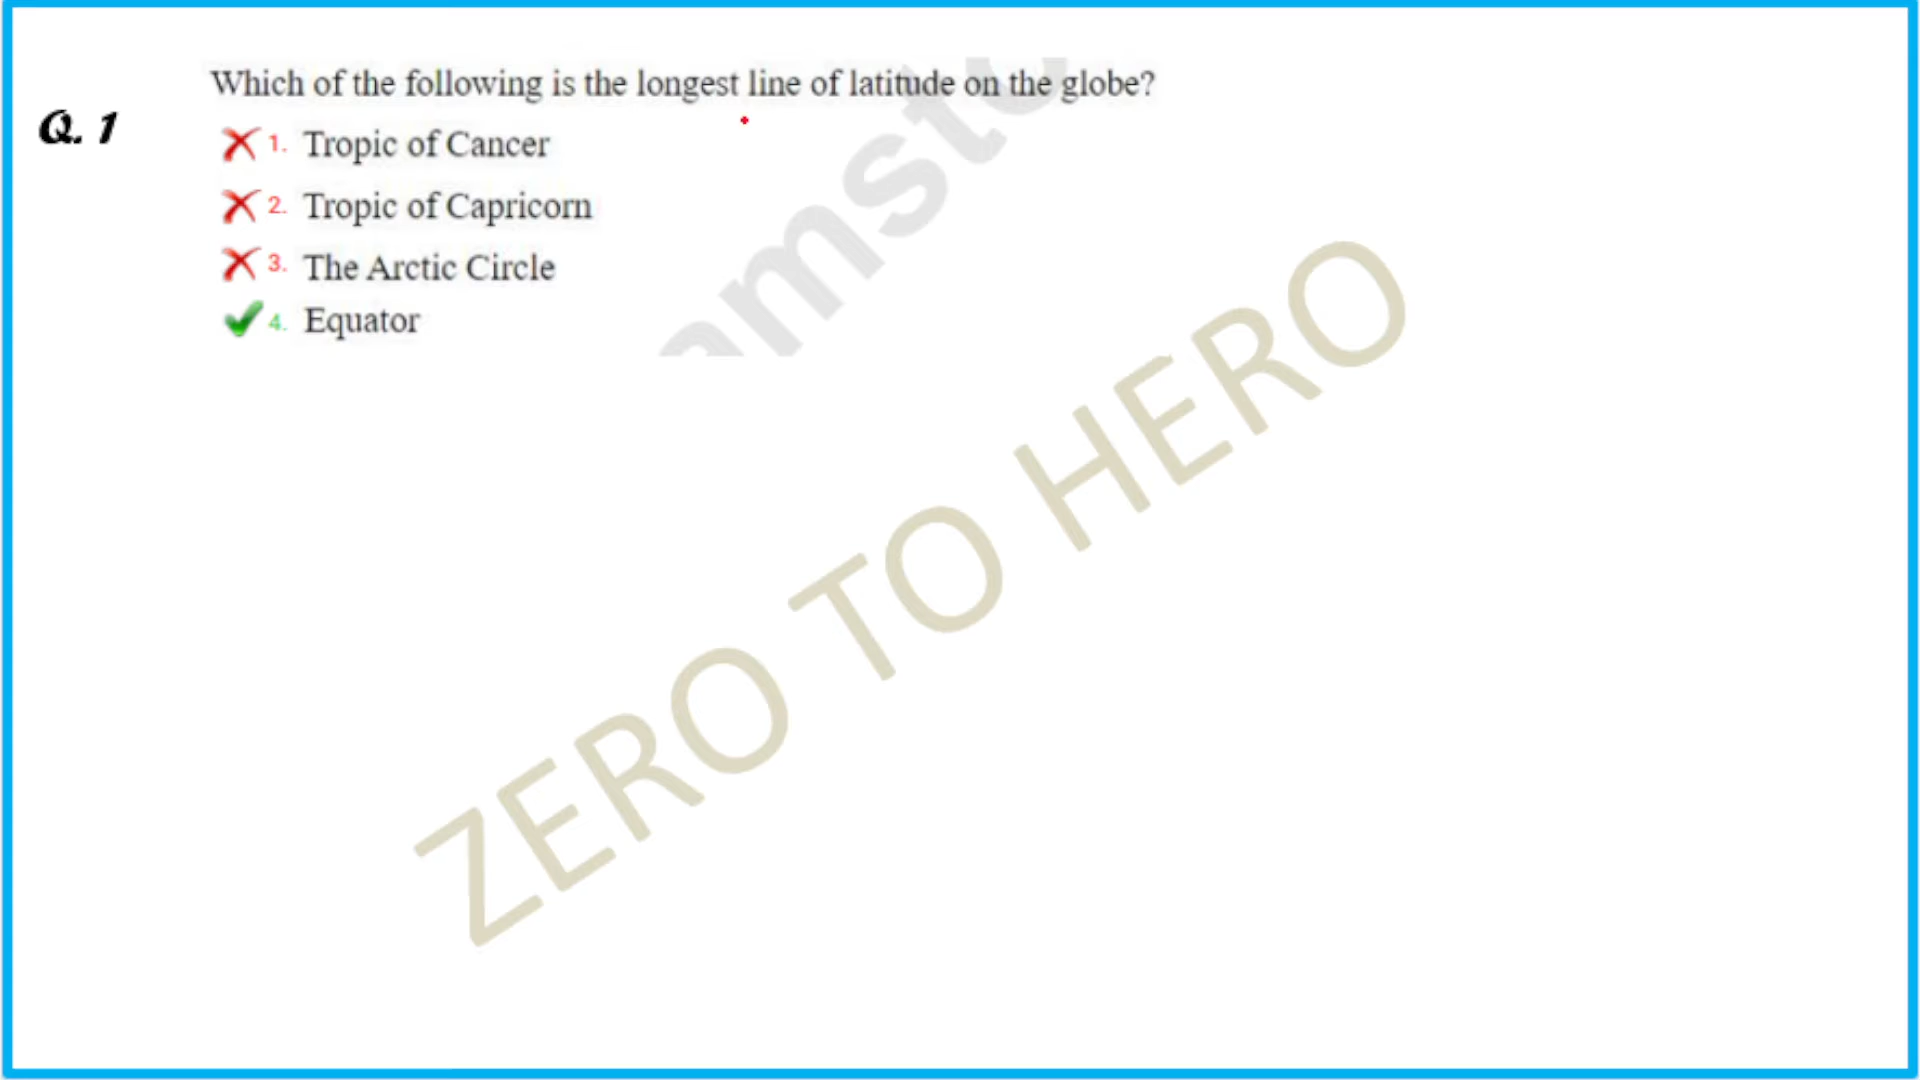 Which of the following is the longest line of latitude on the globe?
Q. 1
1. Tropic of Cancer
2. Tropic of Capricorn
3. The Arctic Circle
4. Equator
amsto
ZERO TO HERO